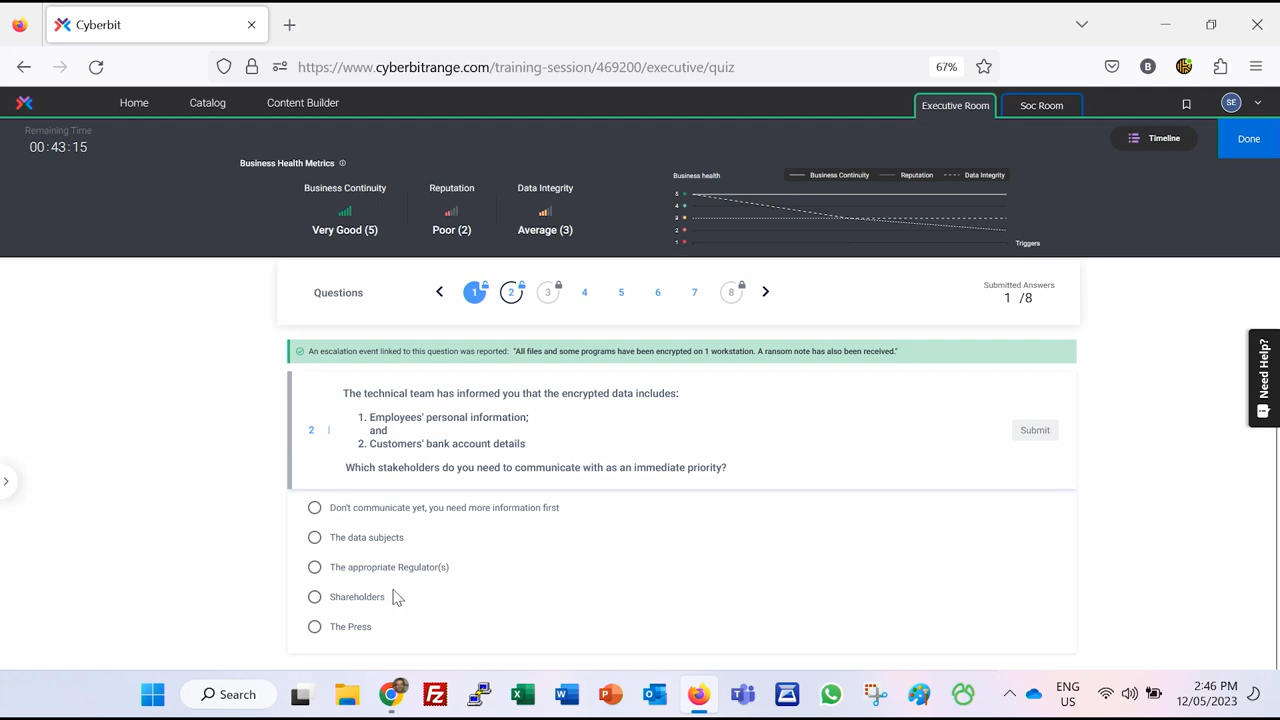 Cyberbit
https://www.cyberbitrange.com/training-session/469200/executive/quiz
67%
B
Home
Catalog
Content Builder
Executive Room
Soc Room
SE
Remaining Time
00:43:15
Timeline
Done
Business Health Metrics
Business Continuity
Reputation
Data Integrity
Very Good (5)
Poor (2)
Average (3)
Business health
Business Continuity
Reputation
Data Integrity
5
4
3
2
1
Triggers
Questions
1
2
3
4
5
6
7
8
Submitted Answers
1 /8
An escalation event linked to this question was reported: "All files and some programs have been encrypted on 1 workstation. A ransom note has also been received."
The technical team has informed you that the encrypted data includes:
1. Employees' personal information;
and
2. Customers' bank account details
2 |
Submit
Which stakeholders do you need to communicate with as an immediate priority?
Don't communicate yet, you need more information first
The data subjects
The appropriate Regulator(s)
Shareholders
The Press
Need Help?
Search
ENG
US
2:46 PM
12/05/2023